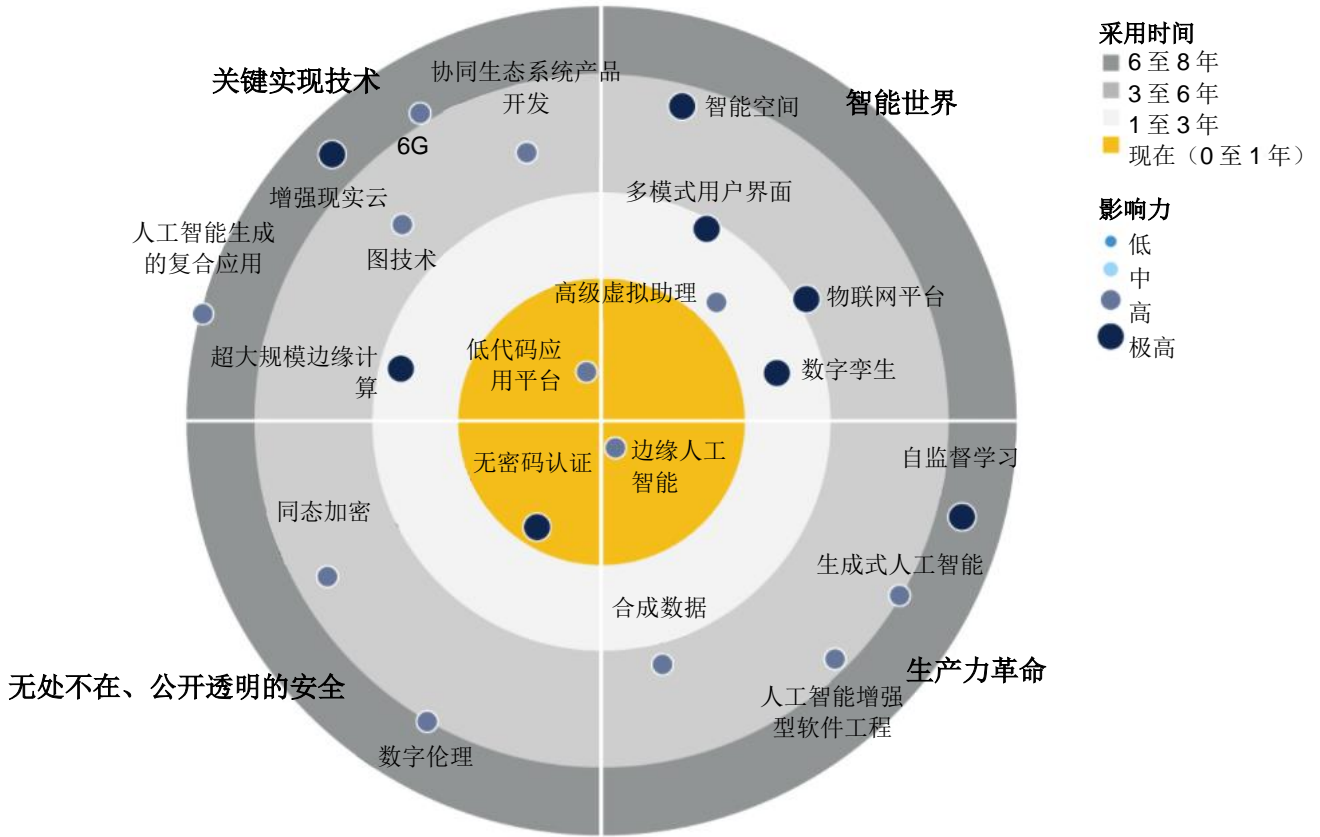 关键实现技术
协同生态系统产品
开发
6G
增强现实云
人工智能生成
的复合应用
图技术
超大规模边缘计
算
低代码应
用平台
智能世界
智能空间
多模式用户界面
高级虚拟助理
物联网平台
数字孪生
无密码认证
同态加密
无处不在、公开透明的安全
数字伦理
边缘人工
智能
自监督学习
生成式人工智能
合成数据
生产力革命
人工智能增强
型软件工程
采用时间
6 至 8 年
3 至 6 年
1 至 3 年
现在（0 至 1 年）
影响力
低
中
高
极高